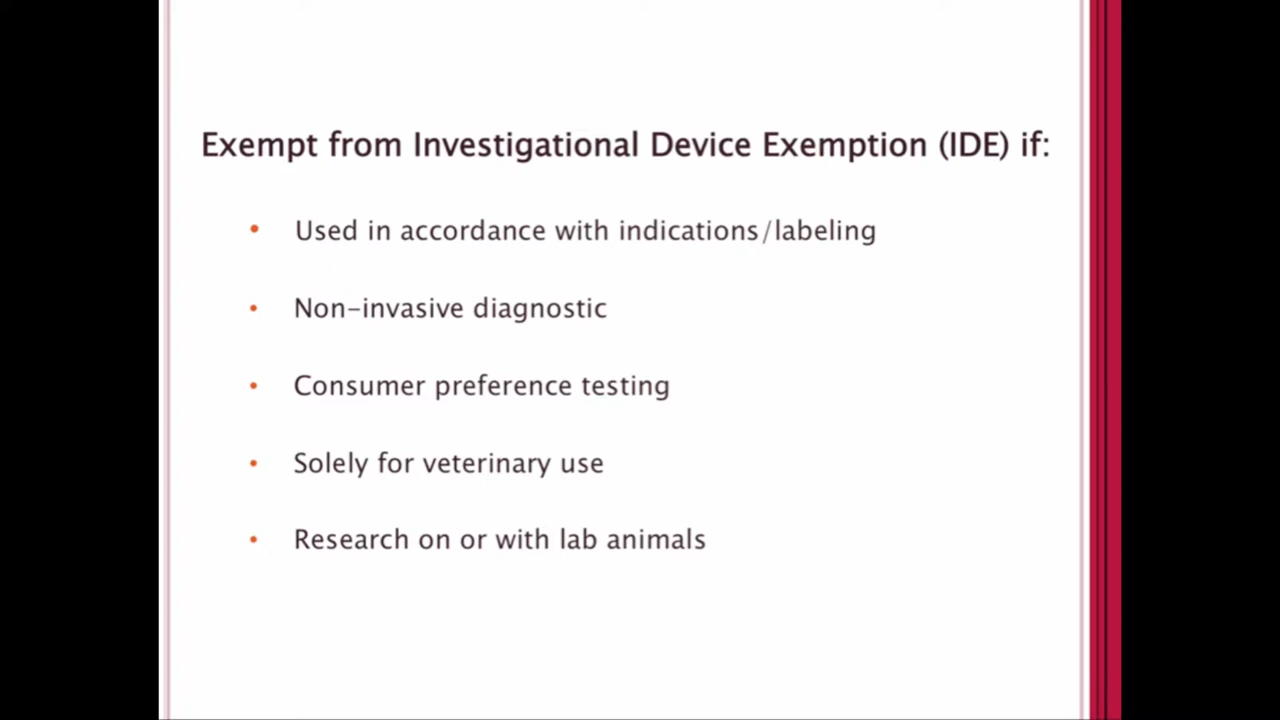 Exempt from Investigational Device Exemption (IDE) if:
• Used in accordance with indications/labeling
• Non-invasive diagnostic
• Consumer preference testing
• Solely for veterinary use
• Research on or with lab animals